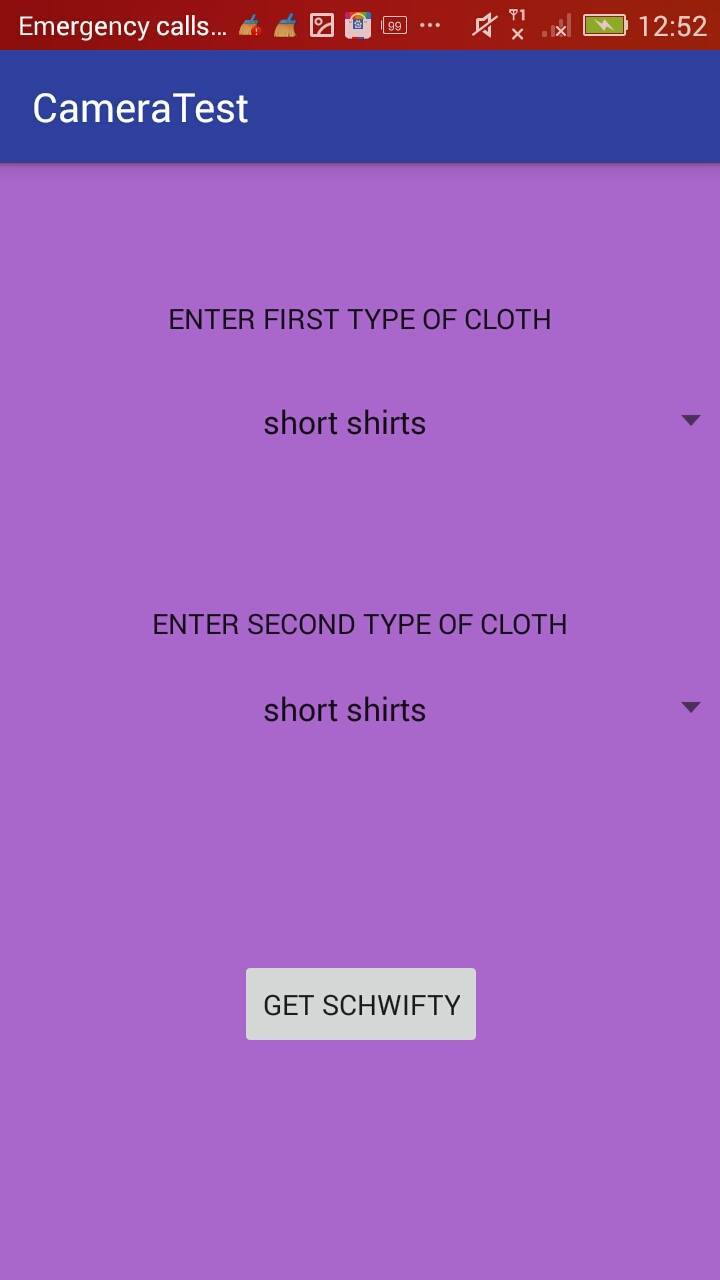 Emergency calls... 99 1 12:52
CameraTest
ENTER FIRST TYPE OF CLOTH
short shirts
ENTER SECOND TYPE OF CLOTH
short shirts
GET SCHWIFTY